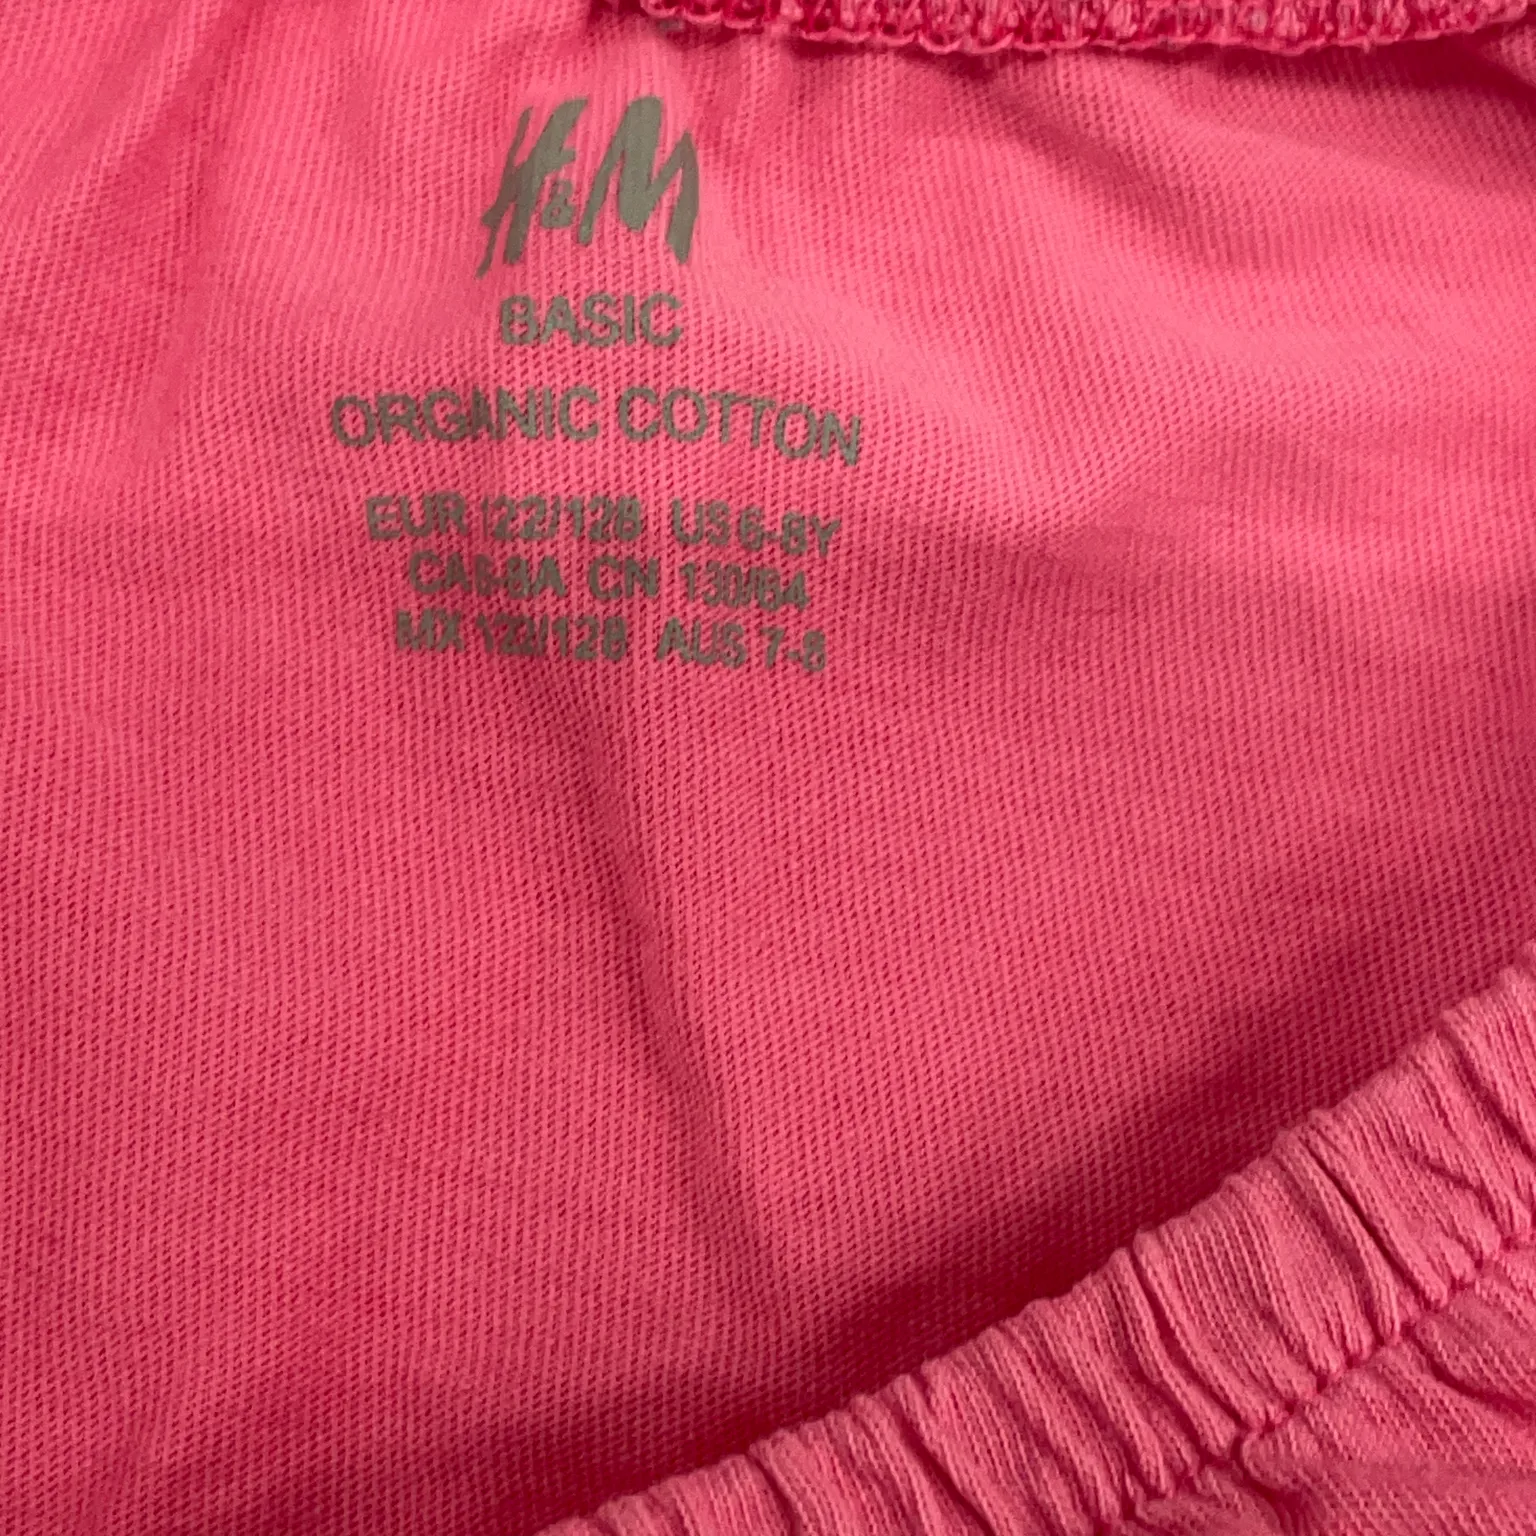 H&M
BASIC
ORGANIC COTTON
EUR 122/128 US 6-8Y
CA 6-8A CN 130/64
MX 122/128 AUS 7-8